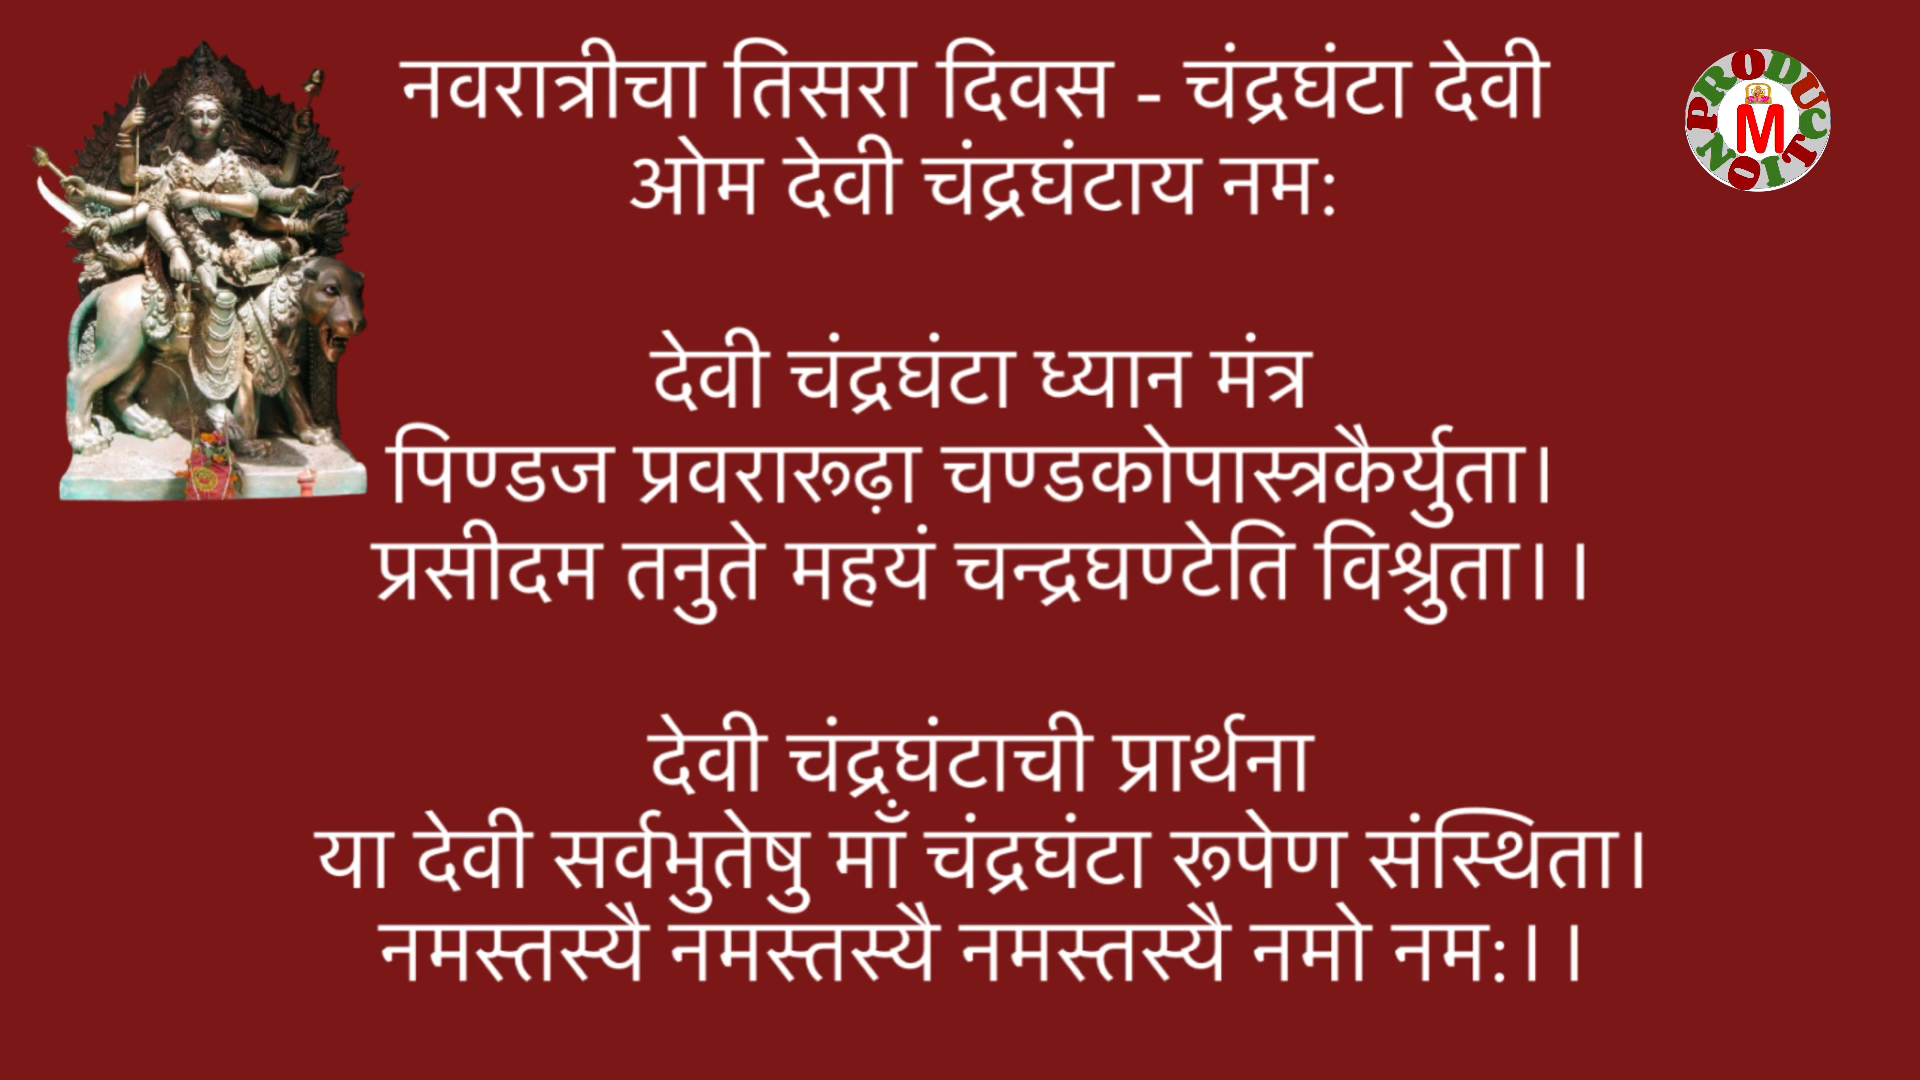 नवरात्रीचा तिसरा दिवस - चंद्रघंटा देवी
ओम देवी चंद्रघंटाय नम:
देवी चंद्रघंटा ध्यान मंत्र
पिण्डज प्रवरारूढ़ा चण्डकोपास्त्रकैर्युता।
प्रसीदम तनुते महयं चन्द्रघण्टेति विश्रुता।।
देवी चंद्रघंटाची प्रार्थना
या देवी सर्वभुतेषु माँ चंद्रघंटा रूपेण संस्थिता।
नमस्तस्यै नमस्तस्यै नमस्तस्यै नमो नम:।।
PRODUCTION
M